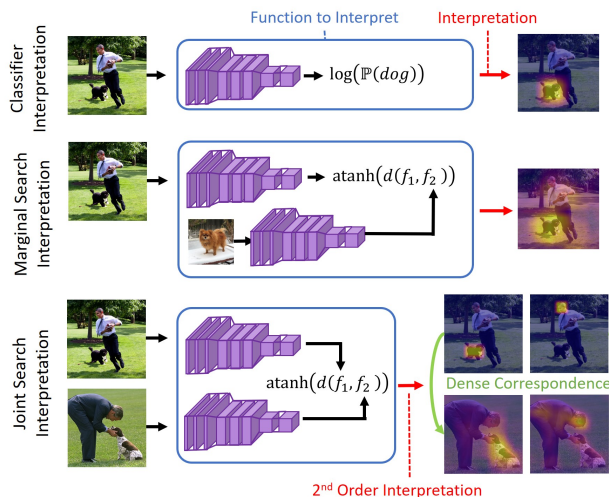 Function to Interpret
Interpretation
Classifier
Interpretation
log(ℙ(dog))
Marginal Search
Interpretation
atanh(d(f₁, f₂))
Joint Search
Interpretation
atanh(d(f₁, f₂))
Dense Correspondence
2nd Order Interpretation